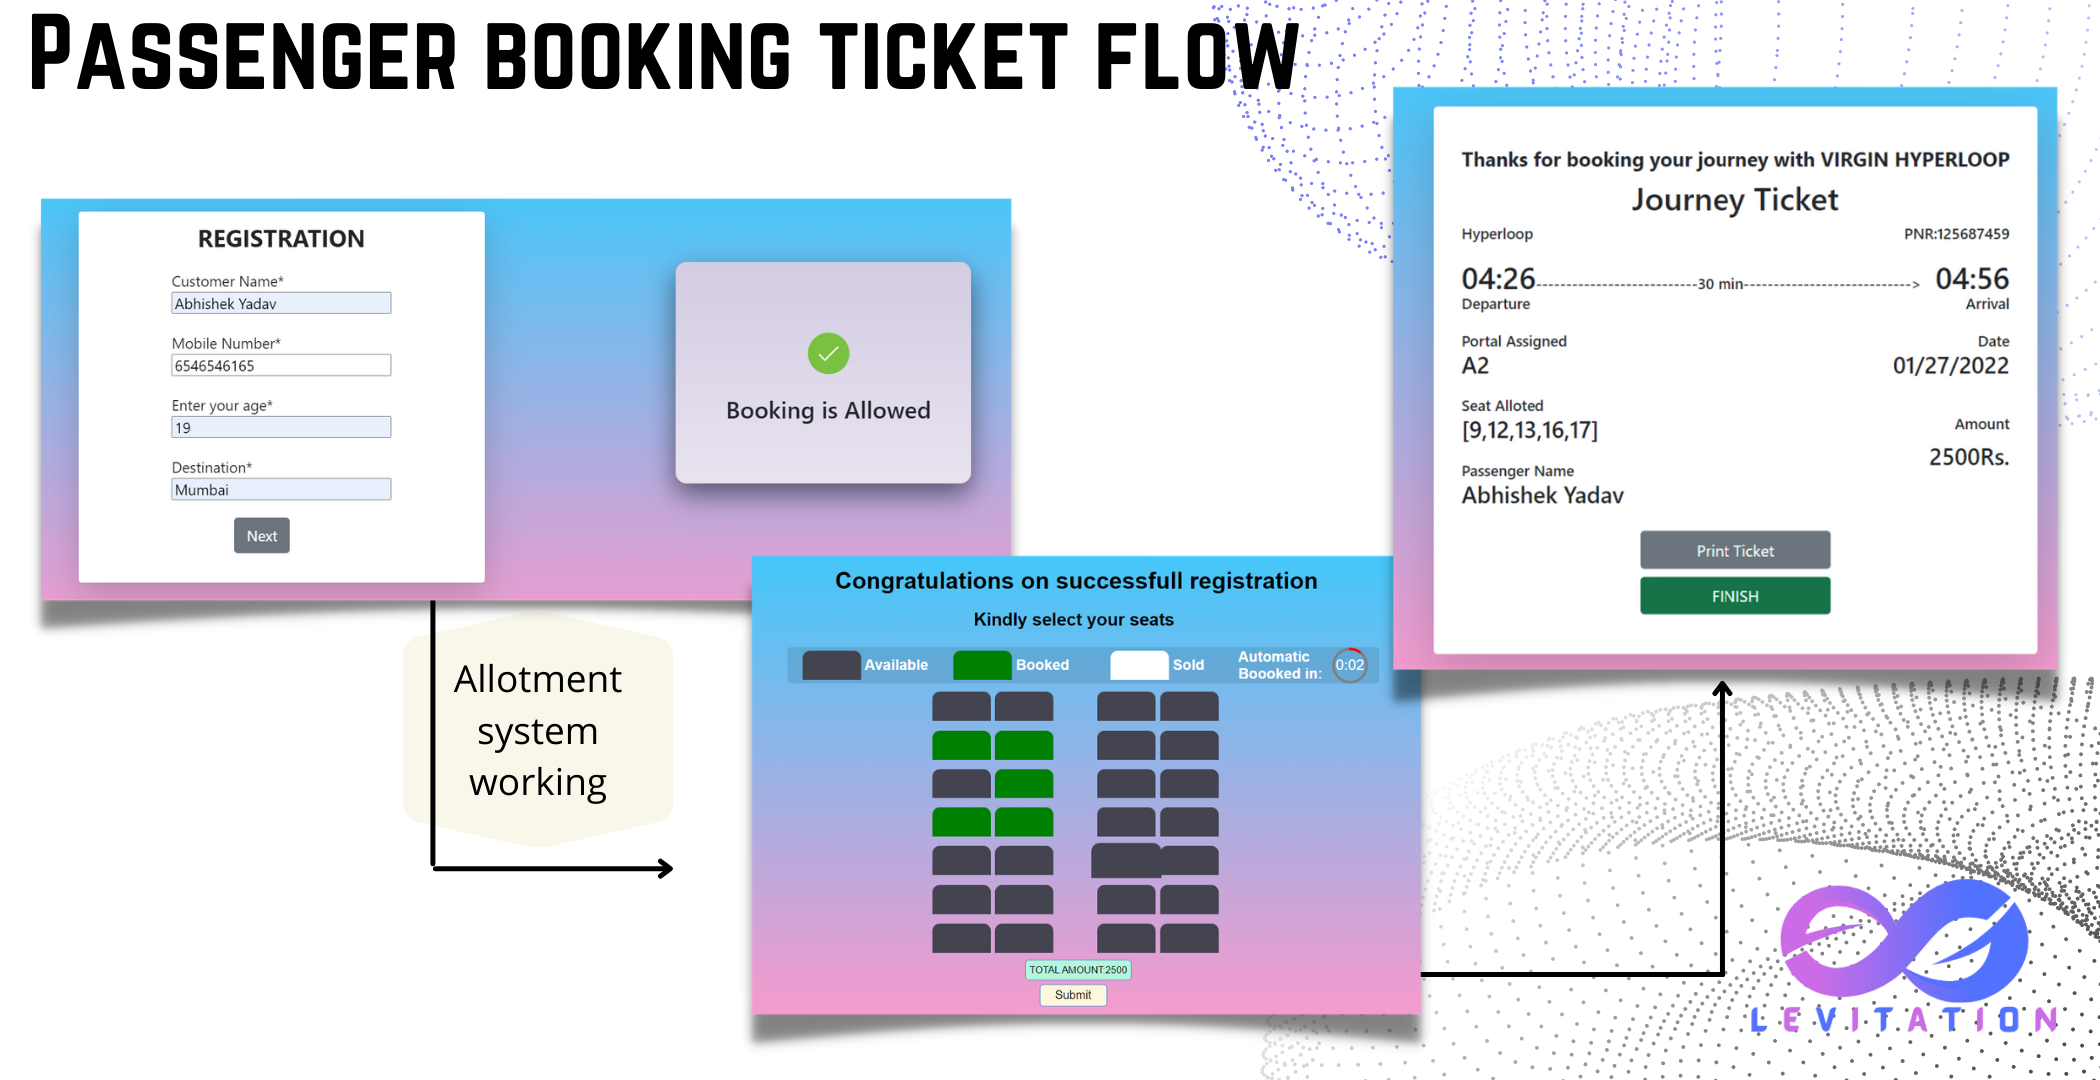 PASSENGER BOOKING TICKET FLOW
REGISTRATION
Customer Name*
Abhishek Yadav
Mobile Number*
6546546165
Enter your age*
19
Destination*
Mumbai
Next
Booking is Allowed
Allotment
system
working
Congratulations on successfull registration
Kindly select your seats
Available Booked Sold Automatic
Boooked in: 0:02
TOTAL AMOUNT:2500
Submit
Thanks for booking your journey with VIRGIN HYPERLOOP
Journey Ticket
Hyperloop PNR:125687459
04:26---------------------------30 min----------------------------> 04:56
Departure Arrival
Portal Assigned Date
A2 01/27/2022
Seat Alloted
[9,12,13,16,17]
Amount
2500Rs.
Passenger Name
Abhishek Yadav
Print Ticket
FINISH
LEVITATION